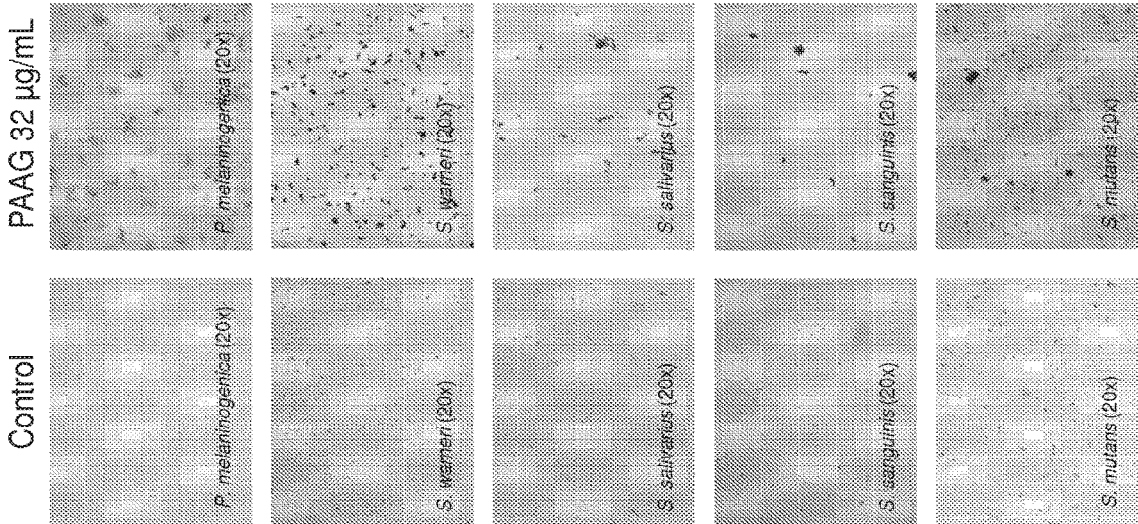 Control
PAAG 32 µg/mL
P. melaninogenica (20x)
P. melaninogenica (20x)
S. warneri (20x)
S. warneri (20x)
S. salivarius (20x)
S. salivarius (20x)
S. sanguinis (20x)
S. sanguinis (20x)
S. mutans (20x)
S. mutans (20x)